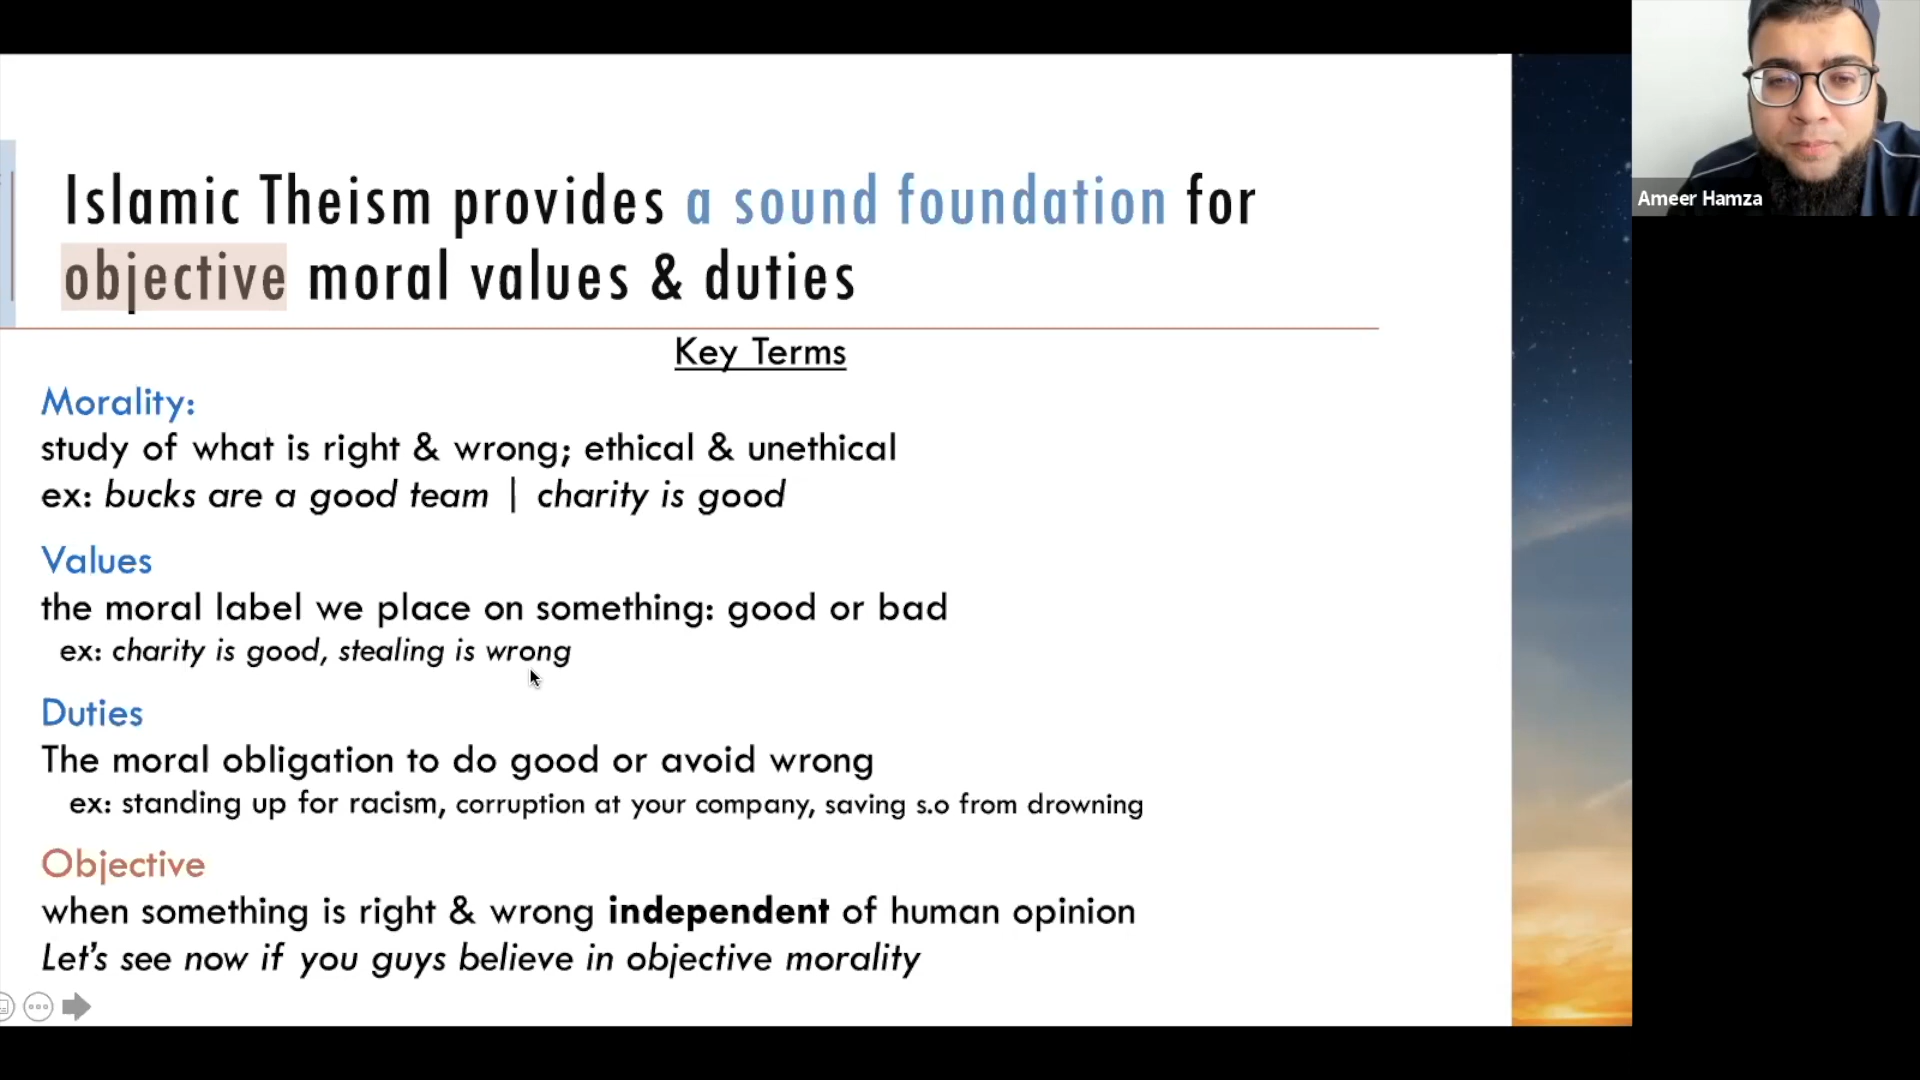 Islamic Theism provides a sound foundation for
objective moral values & duties
Key Terms
Morality:
study of what is right & wrong; ethical & unethical
ex: bucks are a good team | charity is good
Values
the moral label we place on something: good or bad
ex: charity is good, stealing is wrong
Duties
The moral obligation to do good or avoid wrong
ex: standing up for racism, corruption at your company, saving s.o from drowning
Objective
when something is right & wrong independent of human opinion
Let's see now if you guys believe in objective morality
Ameer Hamza